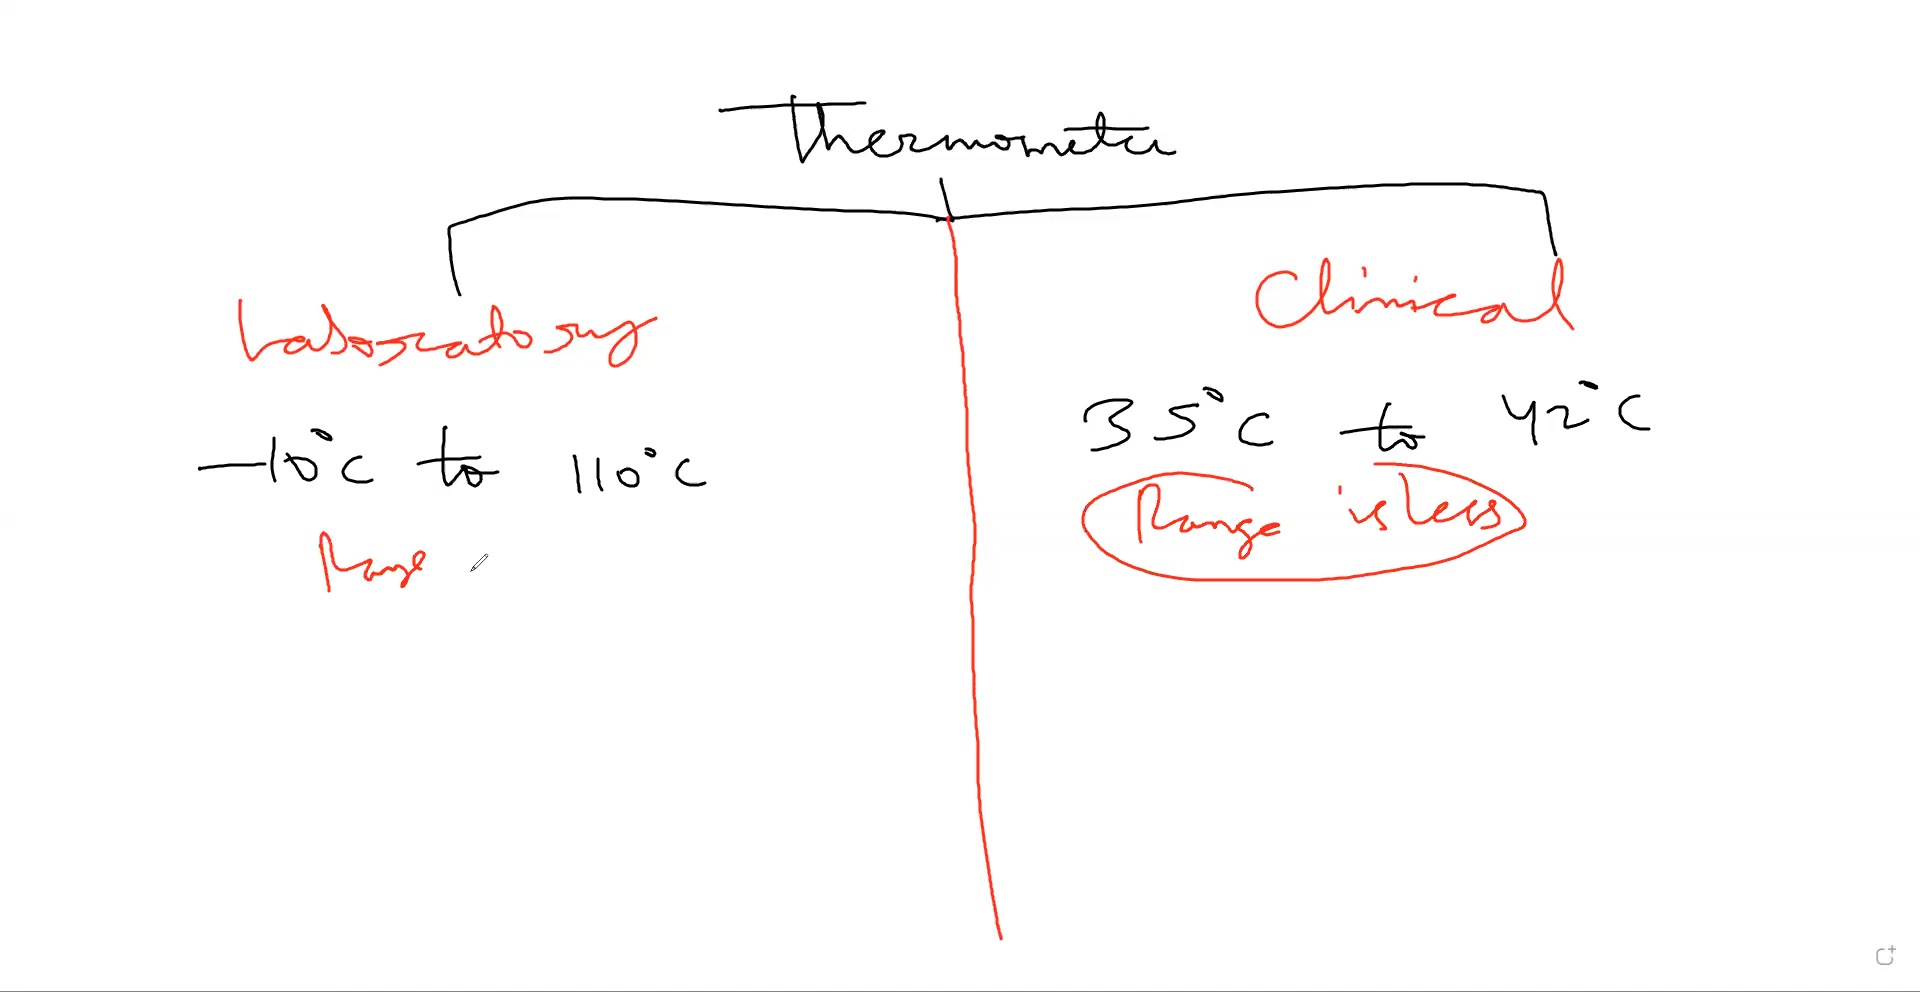 Thermometer
Laboratory
Clinical
-10°C to 110°C
35°C to 42°C
Range
Range is less